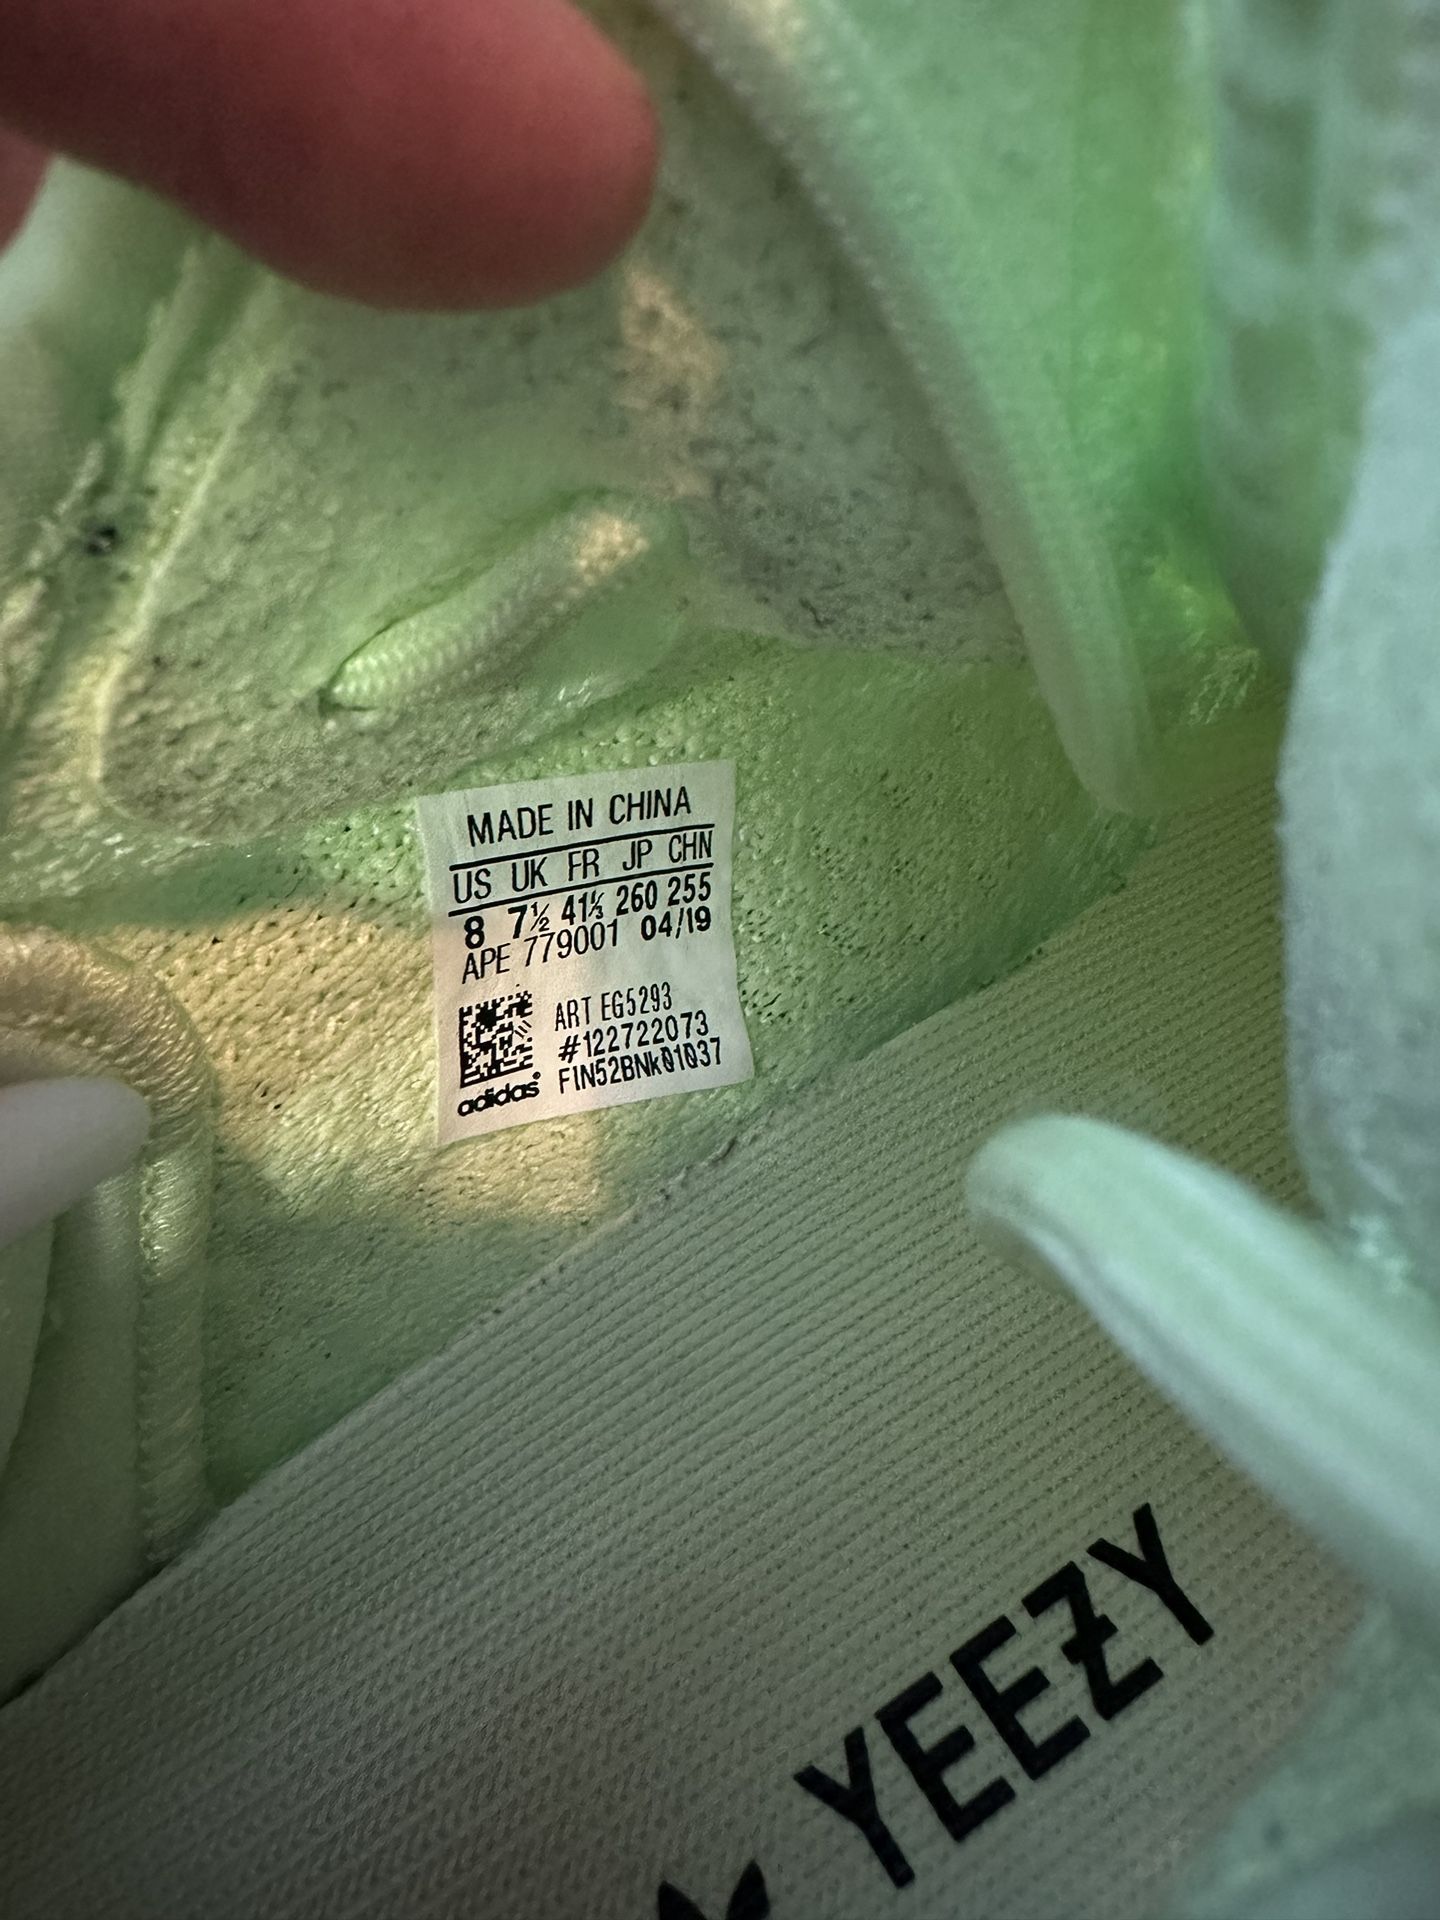 MADE IN CHINA
US UK FR JP CHN
8 7½ 41⅓ 260 255
APE 779001 04/19
ART EG5293
#122722073
F1N52BNk01037
adidas®
YEEZY